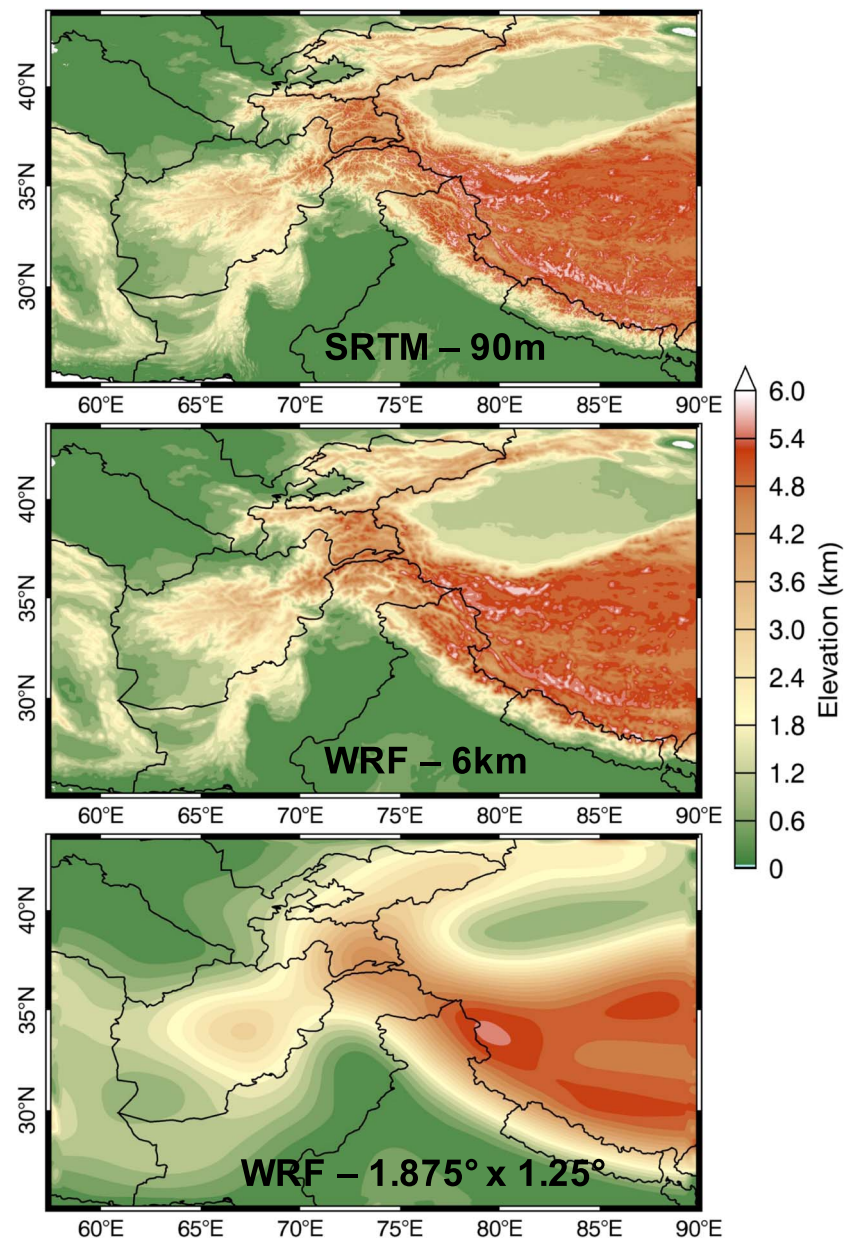 40°N
35°N
30°N
SRTM – 90m
60°E 65°E 70°E 75°E 80°E 85°E 90°E
40°N
35°N
30°N
WRF – 6km
60°E 65°E 70°E 75°E 80°E 85°E 90°E
6.0
5.4
4.8
4.2
3.6
3.0
2.4
1.8
1.2
0.6
0
Elevation (km)
40°N
35°N
30°N
WRF – 1.875° x 1.25°
60°E 65°E 70°E 75°E 80°E 85°E 90°E